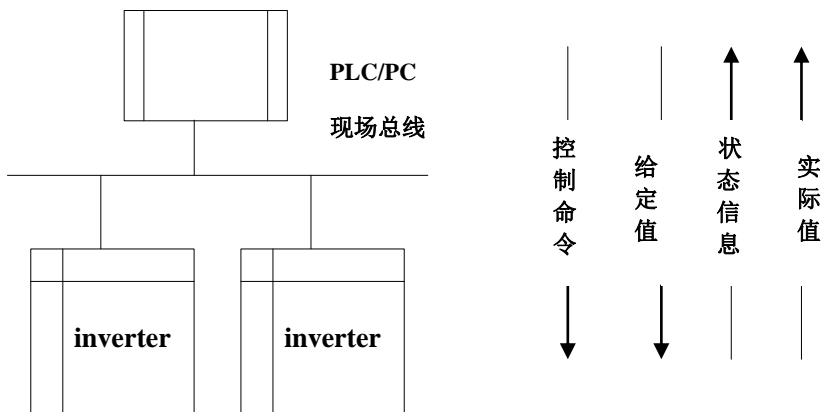 PLC/PC
现场总线
inverter
inverter
控制命令
给定值
状态信息
实际值